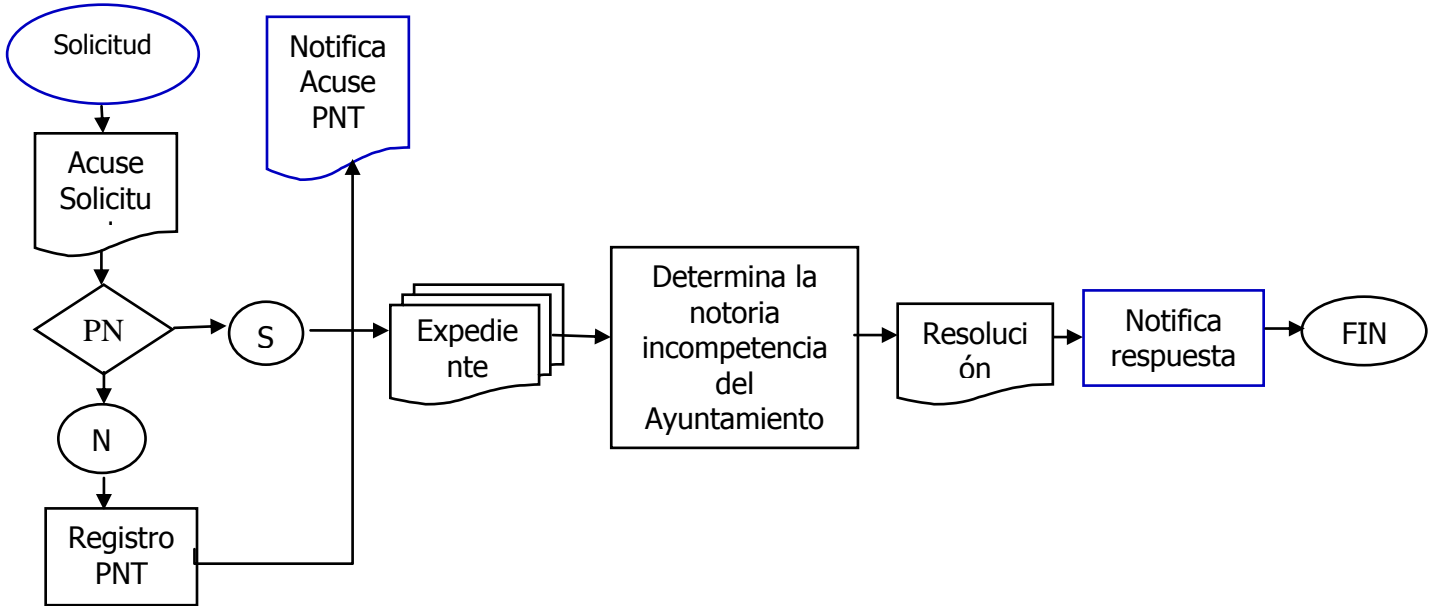 Solicitud
Acuse
Solicitu
Notifica
Acuse
PNT
PN
S
N
Registro
PNT
Expedie
nte
Determina la
notoria
incompetencia
del
Ayuntamiento
Resoluci
ón
Notifica
respuesta
FIN